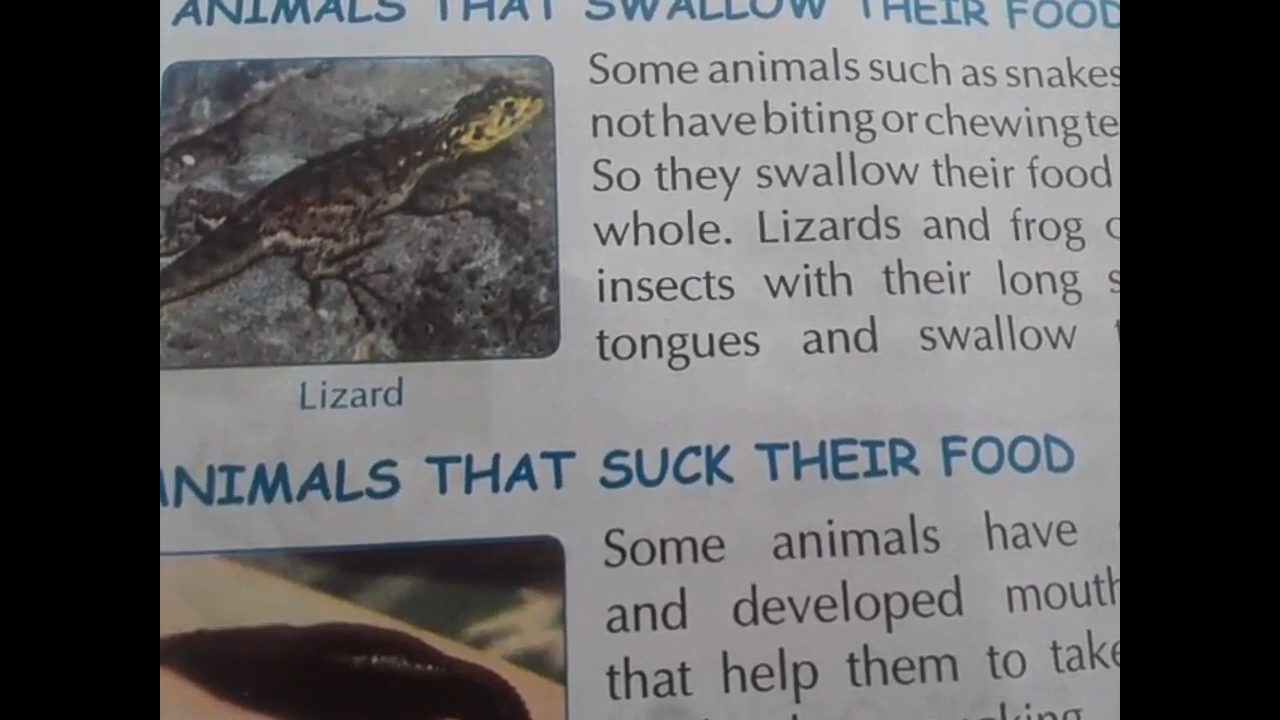 ANIMALS THAT SWALLOW THEIR FOOD
Some animals such as snakes
not have biting or chewing te
So they swallow their food
whole. Lizards and frog
insects with their long s
tongues and swallow
Lizard
ANIMALS THAT SUCK THEIR FOOD
Some animals have
and developed mouth
that help them to take